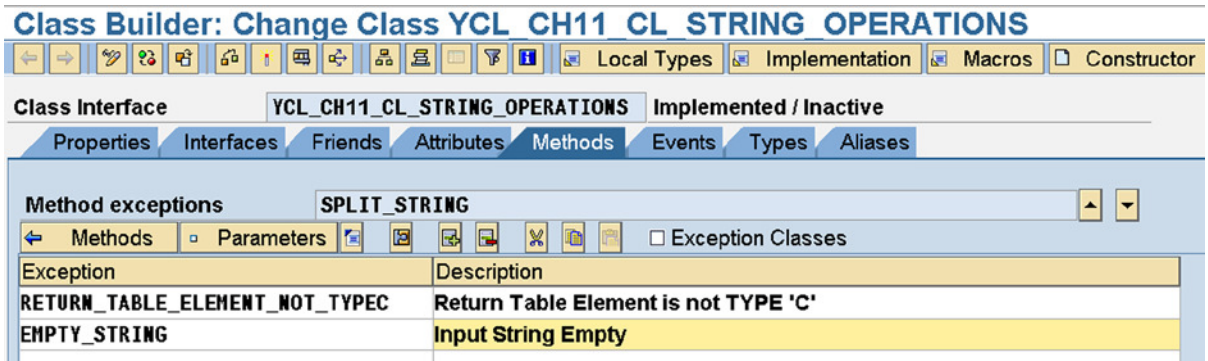 Class Builder: Change Class YCL_CH11_CL_STRING_OPERATIONS
Local Types Implementation Macros Constructor
Class Interface YCL_CH11_CL_STRING_OPERATIONS Implemented / Inactive
Properties Interfaces Friends Attributes Methods Events Types Aliases
Method exceptions SPLIT_STRING
Methods Parameters Exception Classes
Exception Description
RETURN_TABLE_ELEMENT_NOT_TYPEC Return Table Element is not TYPE 'C'
EMPTY_STRING Input String Empty